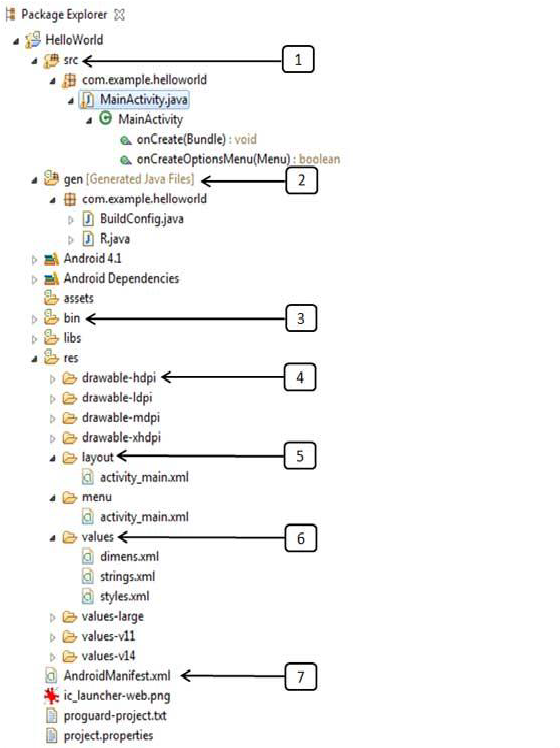 Package Explorer
HelloWorld
src 1
com.example.helloworld
MainActivity.java
MainActivity
onCreate(Bundle) : void
onCreateOptionsMenu(Menu) : boolean
gen [Generated Java Files] 2
com.example.helloworld
BuildConfig.java
R.java
Android 4.1
Android Dependencies
assets
bin 3
libs
res
drawable-hdpi 4
drawable-ldpi
drawable-mdpi
drawable-xhdpi
layout 5
activity_main.xml
menu
activity_main.xml
values 6
dimens.xml
strings.xml
styles.xml
values-large
values-v11
values-v14
AndroidManifest.xml 7
ic_launcher-web.png
proguard-project.txt
project.properties